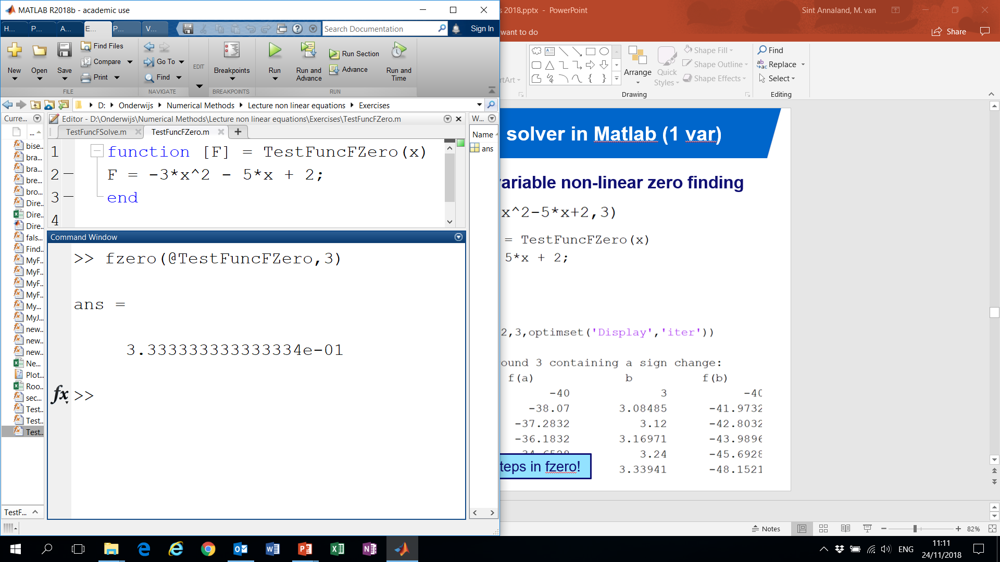 MATLAB R2018b - academic use
H... P... A... E... P... V...
Search Documentation
Sign In
New
Open
Save
Find Files
Compare
Print
Go To
Find
EDIT
Breakpoints
Run
Run and Advance
Run Section
Advance
Run and Time
FILE NAVIGATE BREAKPOINTS RUN
D: Onderwijs Numerical Methods Lecture non linear equations Exercises
Curre...
...
bise...
bra...
bra...
bre...
bro...
Dire...
Dire...
Dire...
fals...
Find...
MyF...
MyF...
MyF...
MyF...
My...
MyJ...
new...
new...
new...
Ne...
Plot...
Roo...
sec...
Test...
Test...
Test...
TestF...
Editor - D:\Onderwijs\Numerical Methods\Lecture non linear equations\Exercises\TestFuncFZero.m
TestFuncFSolve.m TestFuncFZero.m +
1 function [F] = TestFuncFZero(x)
2 F = -3*x^2 - 5*x + 2;
3 end
4
W...
Name
ans
Command Window
>> fzero(@TestFuncFZero,3)
ans =
3.333333333333334e-01
fx >>
s 2018.pptx - PowerPoint
Sint Annaland, M. van
want to do
Share
rtArt
Arrange
Quick Styles
Shape Fill
Shape Outline
Shape Effects
Drawing
Find
Replace
Select
Editing
solver in Matlab (1 var)
variable non-linear zero finding
x^2-5*x+2,3)
= TestFuncFZero(x)
5*x + 2;
2,3,optimset('Display','iter'))
ound 3 containing a sign change:
f(a) b f(b)
-40 3 -40
-38.07 3.08485 -41.9732
-37.2832 3.12 -42.8032
-36.1832 3.16971 -43.9896
3.24 -45.6928
3.33941 -48.1521
teps in fzero!
Notes
82%
ENG
11:11
24/11/2018